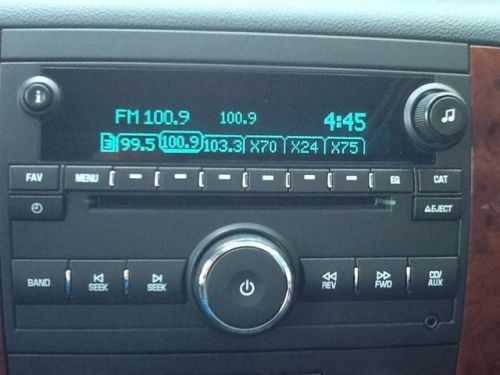 FM 100.9 100.9 4:45
3 99.5 100.9 103.3 X70 X24 X75
FAV MENU EQ CAT
EJECT
BAND SEEK SEEK REV FWD CD/AUX